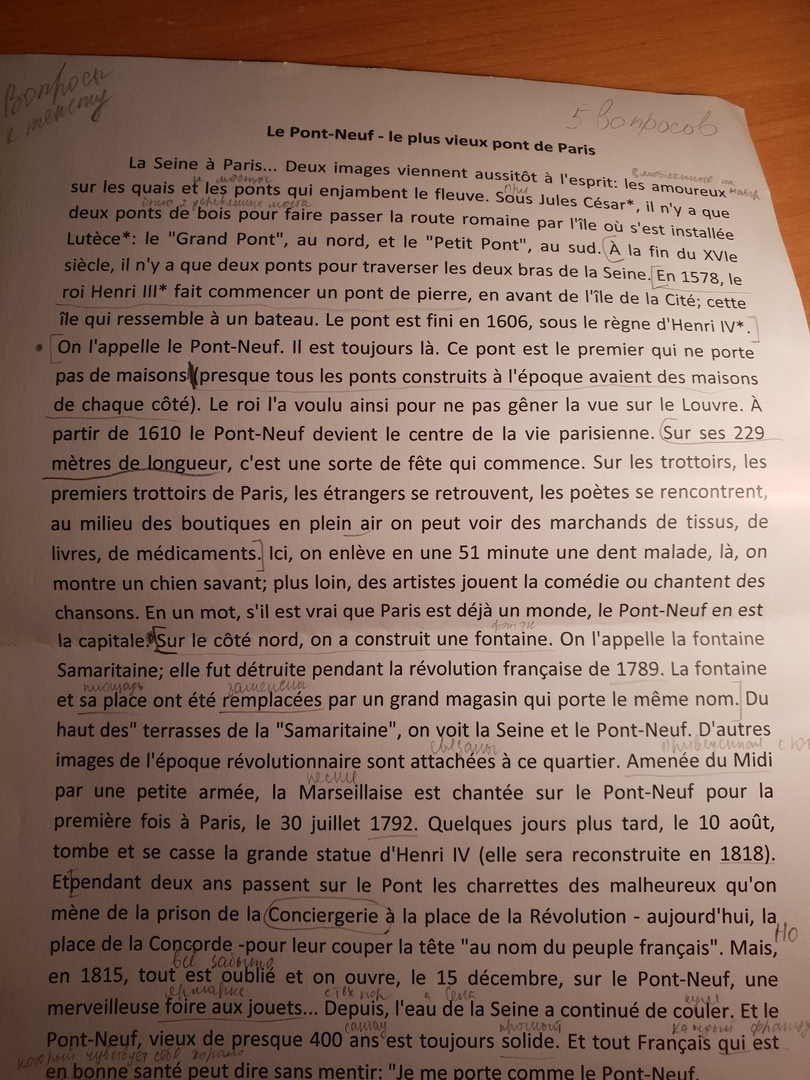 Вопросы
к тексту
5 вопросов
Le Pont-Neuf - le plus vieux pont de Paris
La Seine à Paris... Deux images viennent aussitôt à l'esprit: les amoureux
sur les quais et les ponts qui enjambent le fleuve. Sous Jules César*, il n'y a que
deux ponts de bois pour faire passer la route romaine par l'île où s'est installée
Lutèce*: le "Grand Pont", au nord, et le "Petit Pont", au sud. À la fin du XVIe
siècle, il n'y a que deux ponts pour traverser les deux bras de la Seine. En 1578, le
roi Henri III* fait commencer un pont de pierre, en avant de l'île de la Cité; cette
île qui ressemble à un bateau. Le pont est fini en 1606, sous le règne d'Henri IV*.
On l'appelle le Pont-Neuf. Il est toujours là. Ce pont est le premier qui ne porte
pas de maisons (presque tous les ponts construits à l'époque avaient des maisons
de chaque côté). Le roi l'a voulu ainsi pour ne pas gêner la vue sur le Louvre. À
partir de 1610 le Pont-Neuf devient le centre de la vie parisienne. Sur ses 229
mètres de longueur, c'est une sorte de fête qui commence. Sur les trottoirs, les
premiers trottoirs de Paris, les étrangers se retrouvent, les poètes se rencontrent,
au milieu des boutiques en plein air on peut voir des marchands de tissus, de
livres, de médicaments. Ici, on enlève en une 51 minute une dent malade, là, on
montre un chien savant; plus loin, des artistes jouent la comédie ou chantent des
chansons. En un mot, s'il est vrai que Paris est déjà un monde, le Pont-Neuf en est
la capitale. Sur le côté nord, on a construit une fontaine. On l'appelle la fontaine
Samaritaine; elle fut détruite pendant la révolution française de 1789. La fontaine
площадь заменены
et sa place ont été remplacées par un grand magasin qui porte le même nom. Du
haut des" terrasses de la "Samaritaine", on voit la Seine et le Pont-Neuf. D'autres
связаны
images de l'époque révolutionnaire sont attachées à ce quartier. Amenée du Midi
par une petite armée, la Marseillaise est chantée sur le Pont-Neuf pour la
première fois à Paris, le 30 juillet 1792. Quelques jours plus tard, le 10 août,
tombe et se casse la grande statue d'Henri IV (elle sera reconstruite en 1818).
Et pendant deux ans passent sur le Pont les charrettes des malheureux qu'on
mène de la prison de la Conciergerie à la place de la Révolution - aujourd'hui, la
но
place de la Concorde -pour leur couper la tête "au nom du peuple français". Mais,
все забыто
en 1815, tout est oublié et on ouvre, le 15 décembre, sur le Pont-Neuf, une
merveilleuse foire aux jouets... Depuis, l'eau de la Seine a continué de couler. Et le
Pont-Neuf, vieux de presque 400 ans est toujours solide. Et tout Français qui est
en bonne santé peut dire sans mentir: "Je me porte comme le Pont-Neuf.